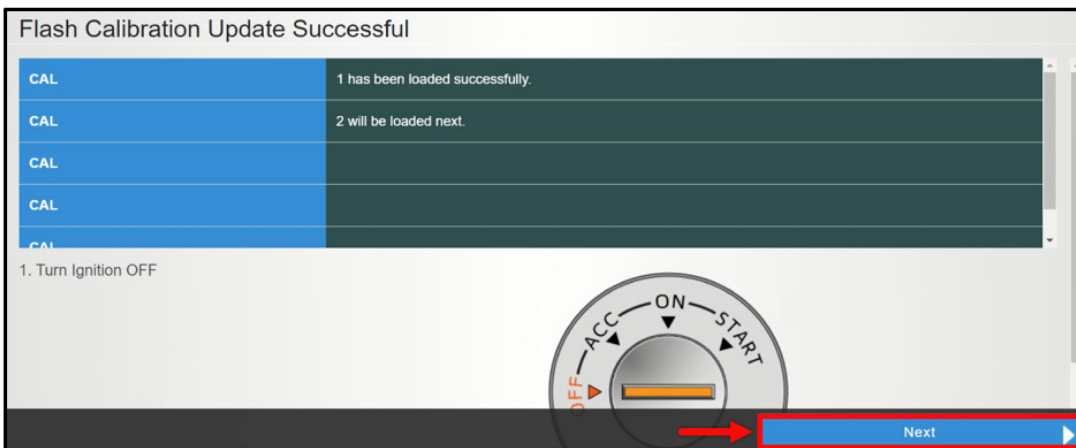 Flash Calibration Update Successful
CAL 1 has been loaded successfully.
CAL 2 will be loaded next.
CAL
CAL
CAL
1. Turn Ignition OFF
OFF ACC ON START
Next